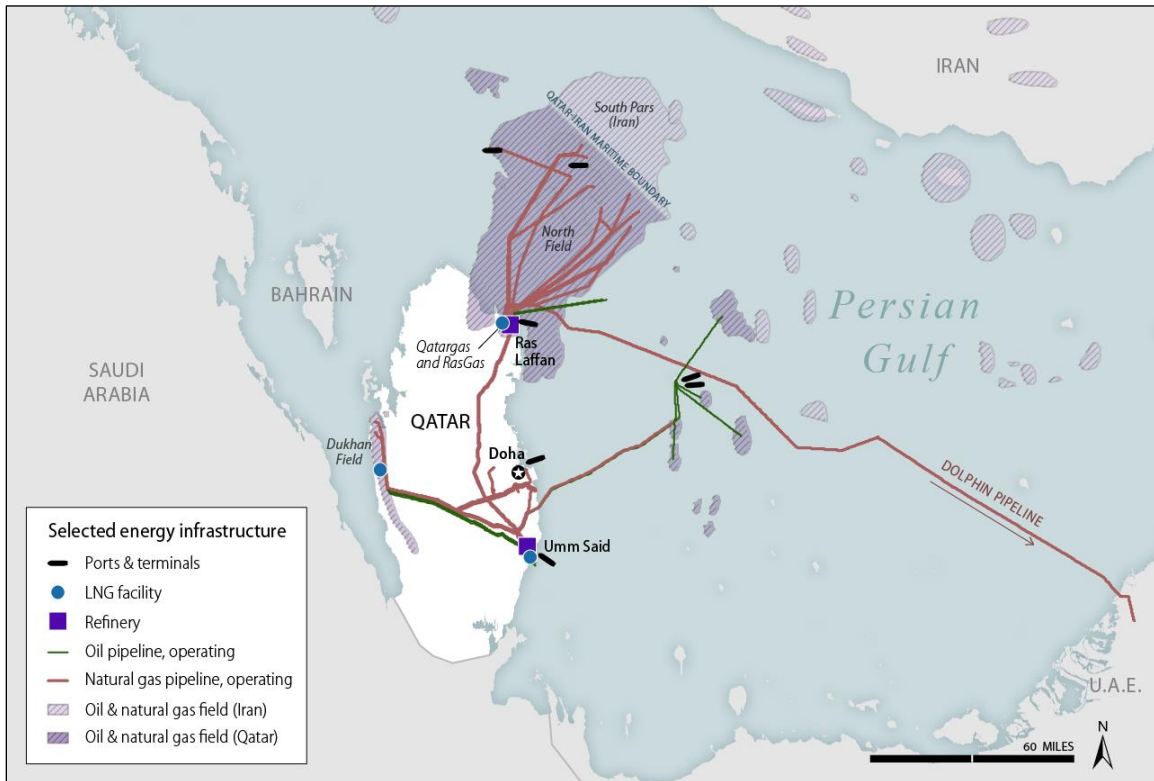 IRAN
South Pars
(Iran)
QATAR-IRAN MARITIME BOUNDARY
North
Field
BAHRAIN
Persian
Gulf
Qatargas
and RasGas
Ras
Laffan
SAUDI
ARABIA
QATAR
Dukhan
Field
Doha
DOLPHIN PIPELINE
Umm Said
U.A.E.
Selected energy infrastructure
Ports & terminals
LNG facility
Refinery
Oil pipeline, operating
Natural gas pipeline, operating
Oil & natural gas field (Iran)
Oil & natural gas field (Qatar)
60 MILES
N